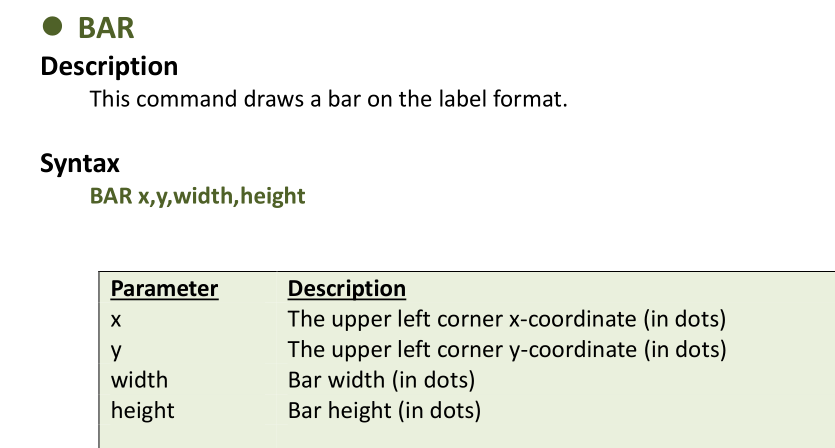 ● BAR
Description
This command draws a bar on the label format.
Syntax
BAR x,y,width,height
Parameter Description
x The upper left corner x-coordinate (in dots)
y The upper left corner y-coordinate (in dots)
width Bar width (in dots)
height Bar height (in dots)